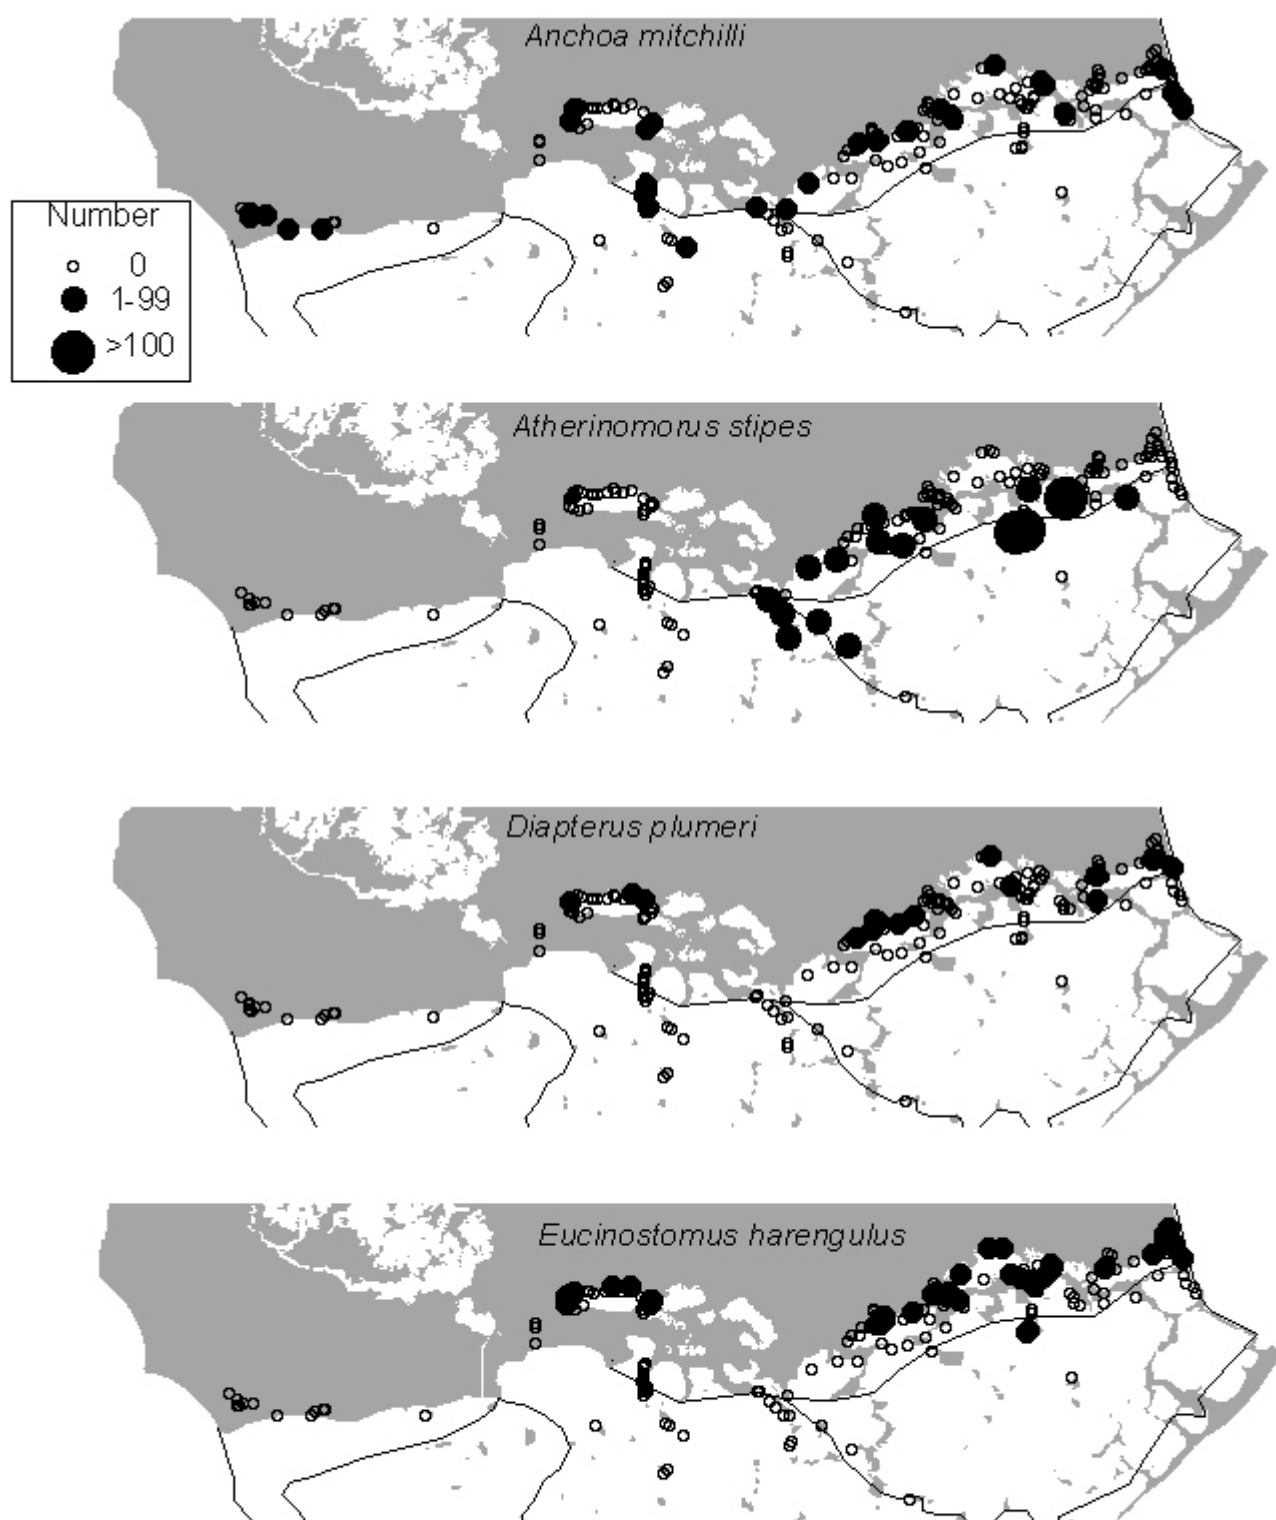 Anchoa mitchilli
Number
0
1-99
>100
Atherinomorus stipes
Diapterus plumeri
Eucinostomus harengulus